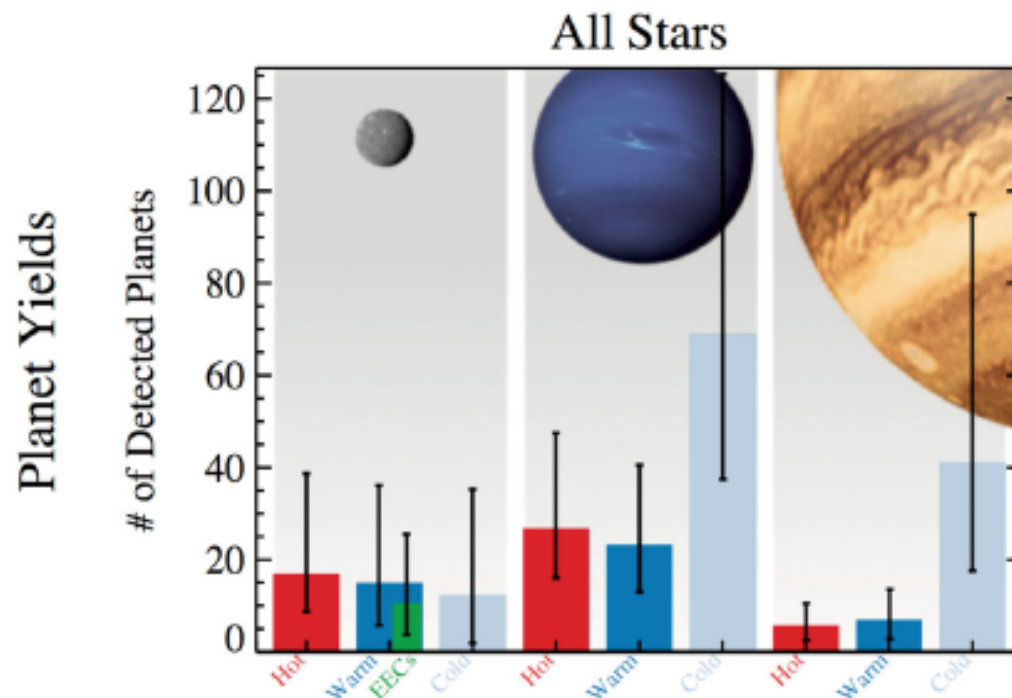 All Stars
Planet Yields
# of Detected Planets
120
100
80
60
40
20
0
Hot
Warm
EECs
Cold
Hot
Warm
Cold
Hot
Warm
Cold